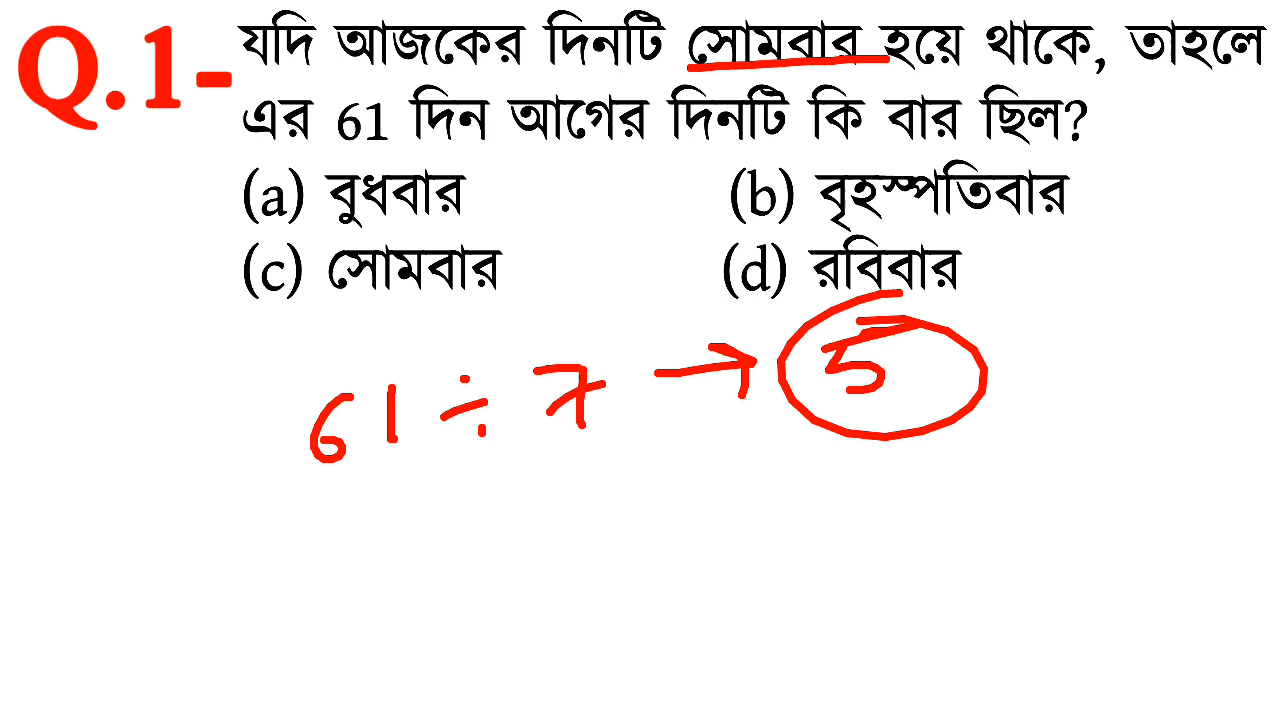 Q.1- যদি আজকের দিনটি সোমবার হয়ে থাকে, তাহলে
এর 61 দিন আগের দিনটি কি বার ছিল?
(a) বুধবার (b) বৃহস্পতিবার
(c) সোমবার (d) রবিবার
61 ÷ 7 → 5